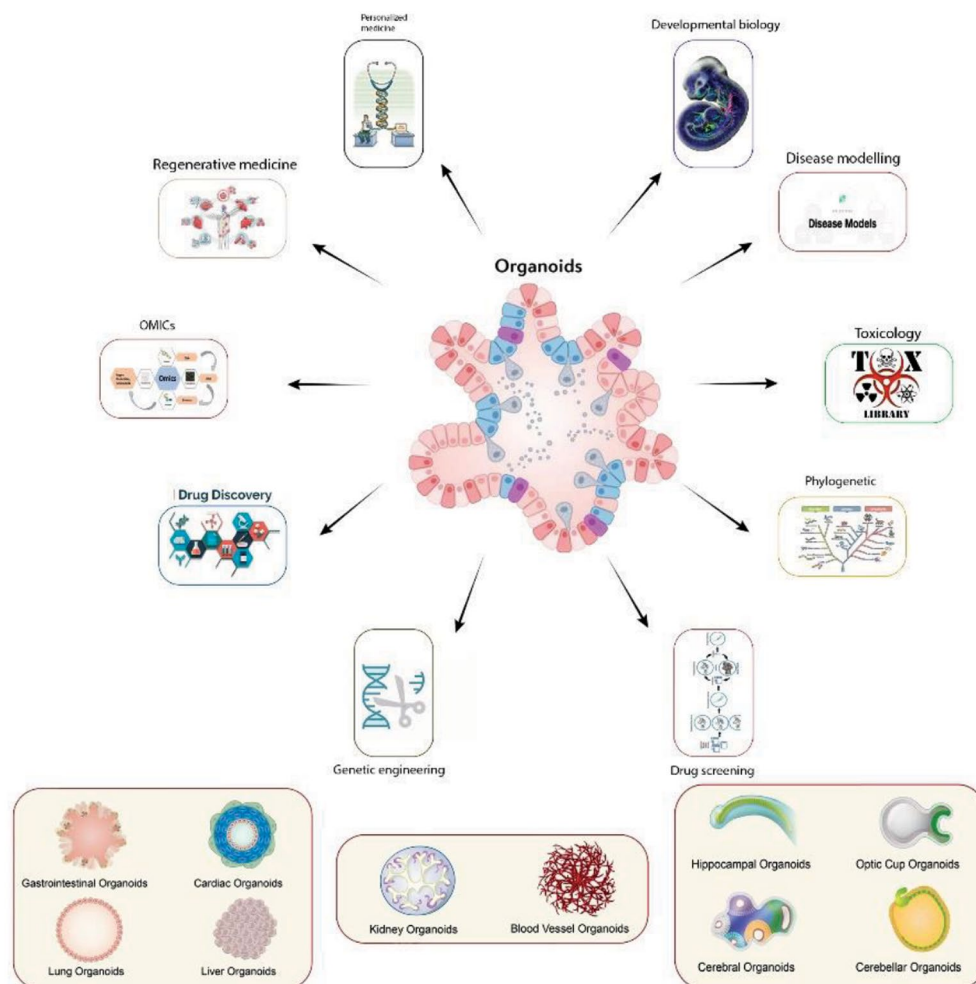 Personalized
medicine
Developmental biology
Regenerative medicine
Disease modelling
Disease Models
Organoids
OMICs
Omics
Toxicology
TOX
LIBRARY
Drug Discovery
Phylogenetic
Genetic engineering
Drug screening
Gastrointestinal Organoids
Cardiac Organoids
Lung Organoids
Liver Organoids
Kidney Organoids
Blood Vessel Organoids
Hippocampal Organoids
Optic Cup Organoids
Cerebral Organoids
Cerebellar Organoids